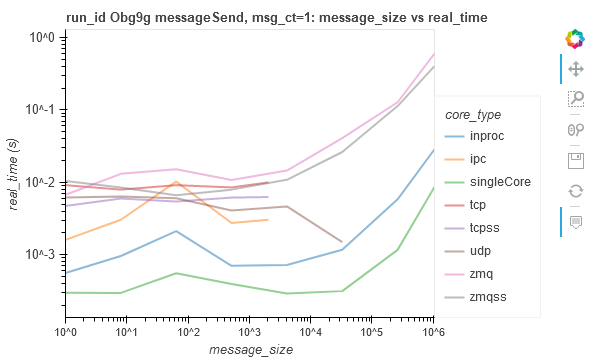 run_id Obg9g messageSend, msg_ct=1: message_size vs real_time
real_time (s)
10^0
10^-1
10^-2
10^-3
10^0
10^1
10^2
10^3
10^4
10^5
10^6
message_size
core_type
inproc
ipc
singleCore
tcp
tcpss
udp
zmq
zmqss